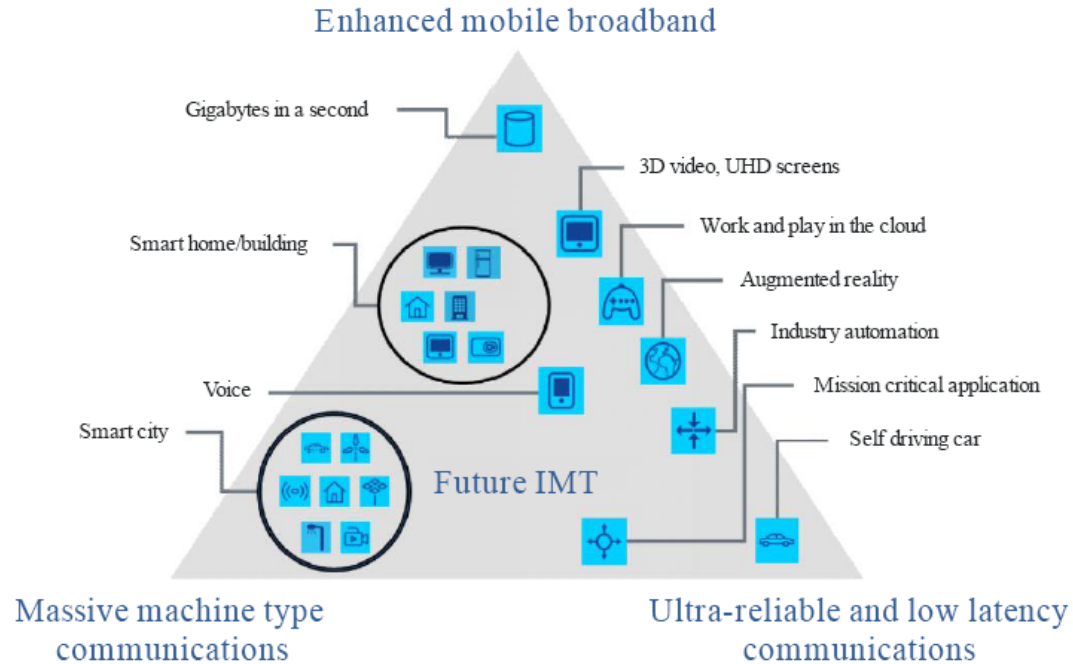 Enhanced mobile broadband
Gigabytes in a second
3D video, UHD screens
Work and play in the cloud
Smart home/building
Augmented reality
Industry automation
Voice
Mission critical application
Smart city
Self driving car
Future IMT
Massive machine type
communications
Ultra-reliable and low latency
communications